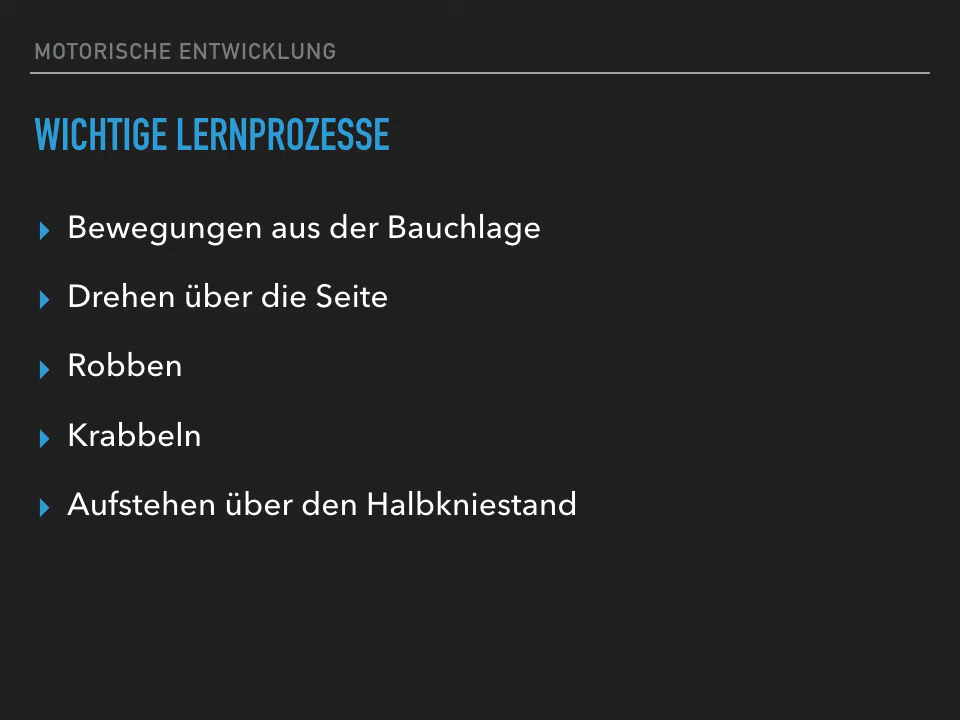 MOTORISCHE ENTWICKLUNG
WICHTIGE LERNPROZESSE
▸ Bewegungen aus der Bauchlage
▸ Drehen über die Seite
▸ Robben
▸ Krabbeln
▸ Aufstehen über den Halbkniestand